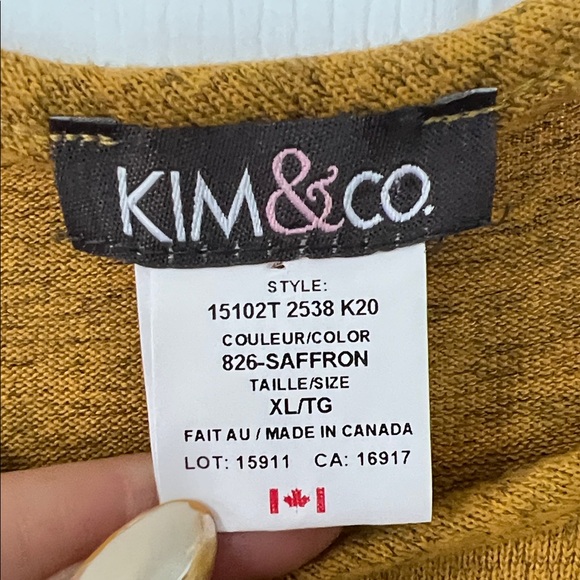 KIM&CO.
STYLE:
15102T 2538 K20
COULEUR/COLOR
826-SAFFRON
TAILLE/SIZE
XL/TG
FAIT AU / MADE IN CANADA
LOT: 15911 CA: 16917